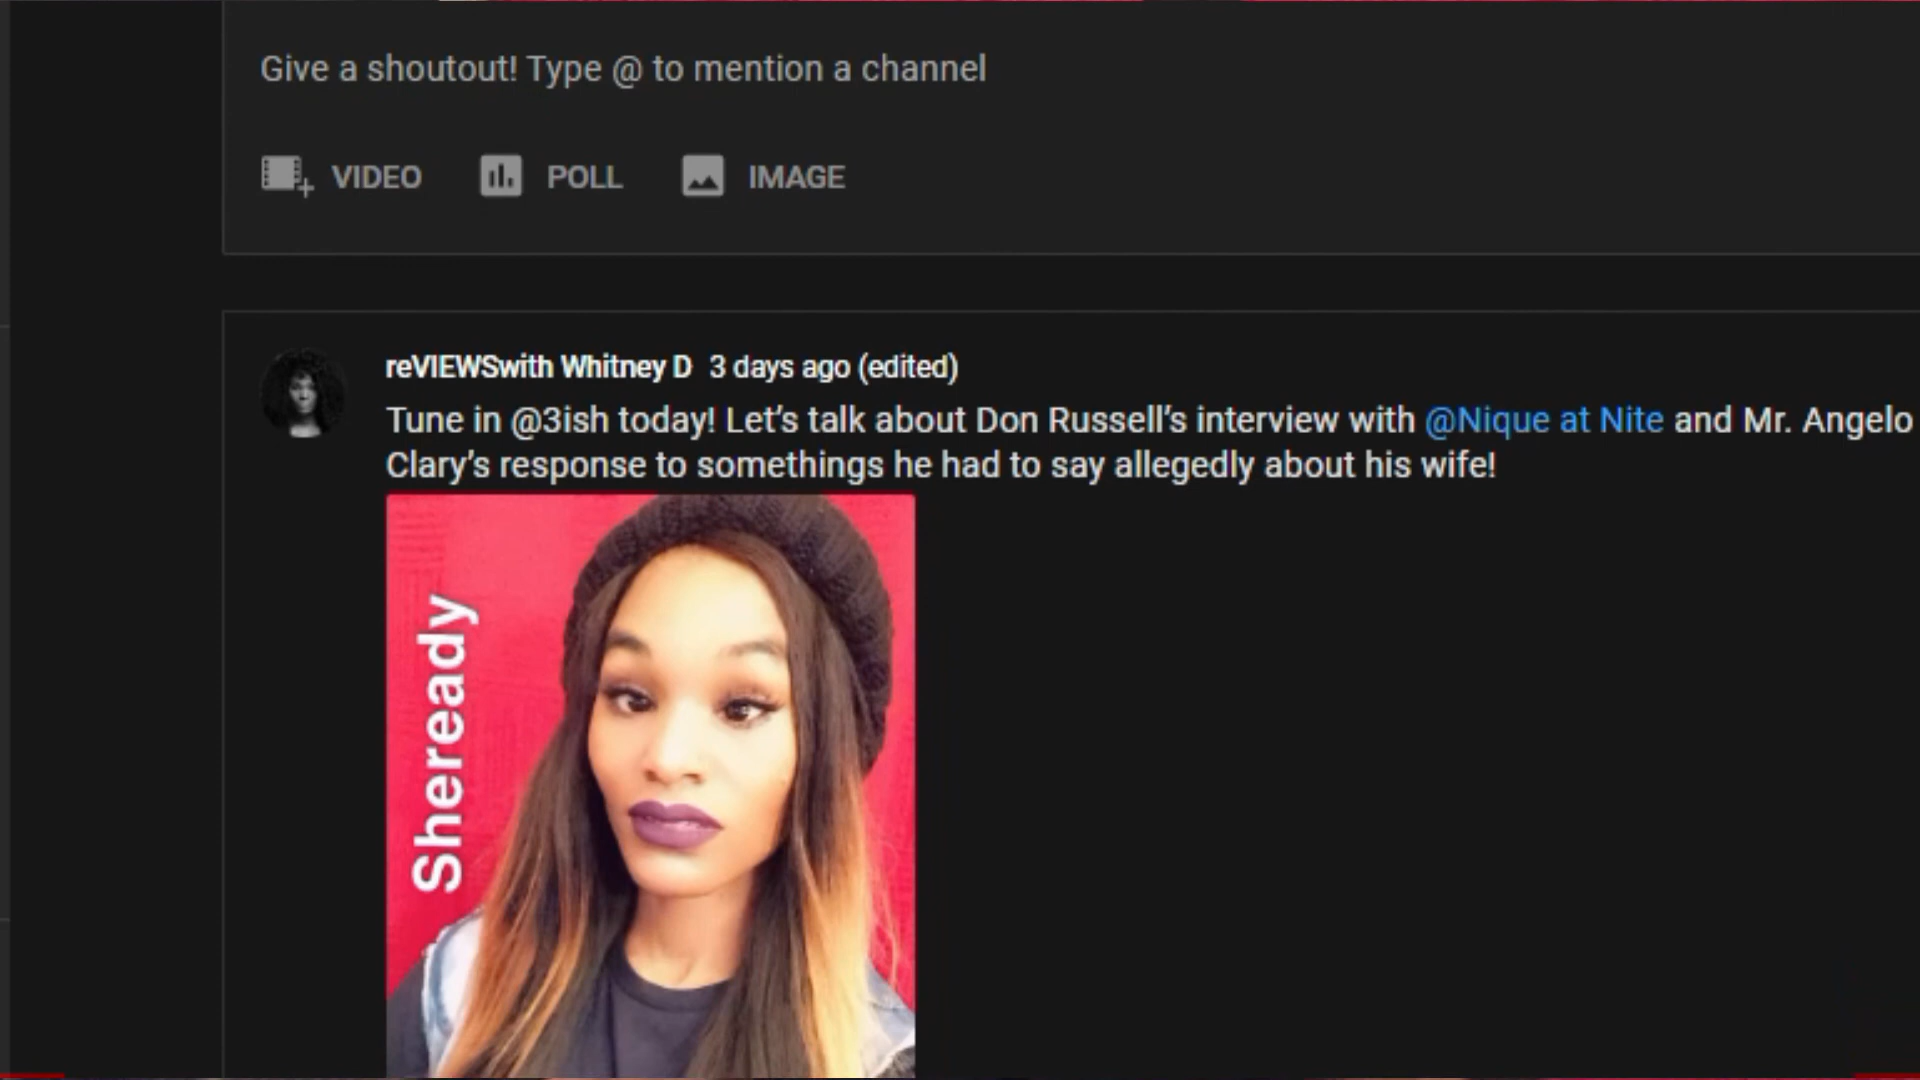 Give a shoutout! Type @ to mention a channel
VIDEO POLL IMAGE
reVIEWSwith Whitney D 3 days ago (edited)
Tune in @3ish today! Let's talk about Don Russell's interview with @Nique at Nite and Mr. Angelo
Clary's response to somethings he had to say allegedly about his wife!
Shereready